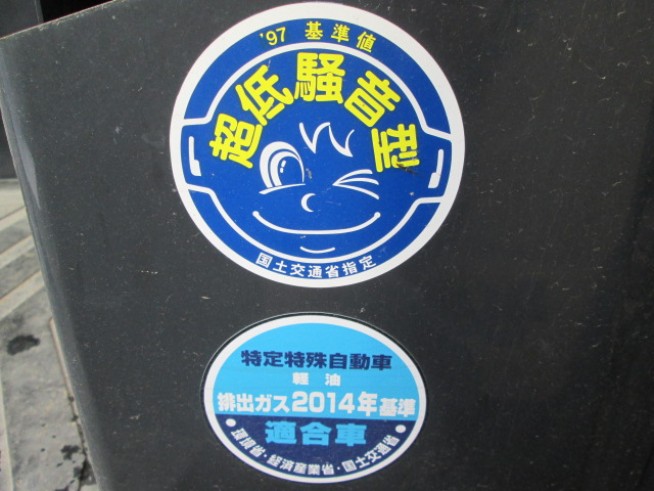 '97 基準値
超低騒音型
国土交通省指定
特定特殊自動車
軽油
排出ガス2014年基準
適合車
・環境省・経済産業省・国土交通省・